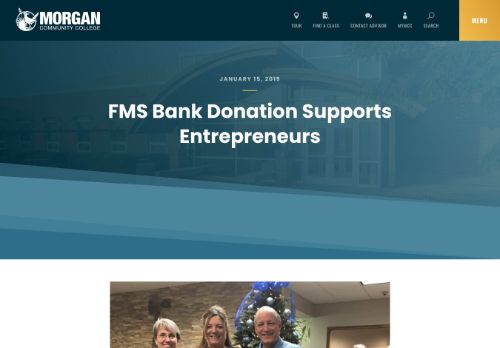 MORGAN
COMMUNITY COLLEGE
TOUR
FIND A CLASS
CONTACT ADVISOR
MYMCC
SEARCH
MENU
JANUARY 15, 2015
FMS Bank Donation Supports
Entrepreneurs